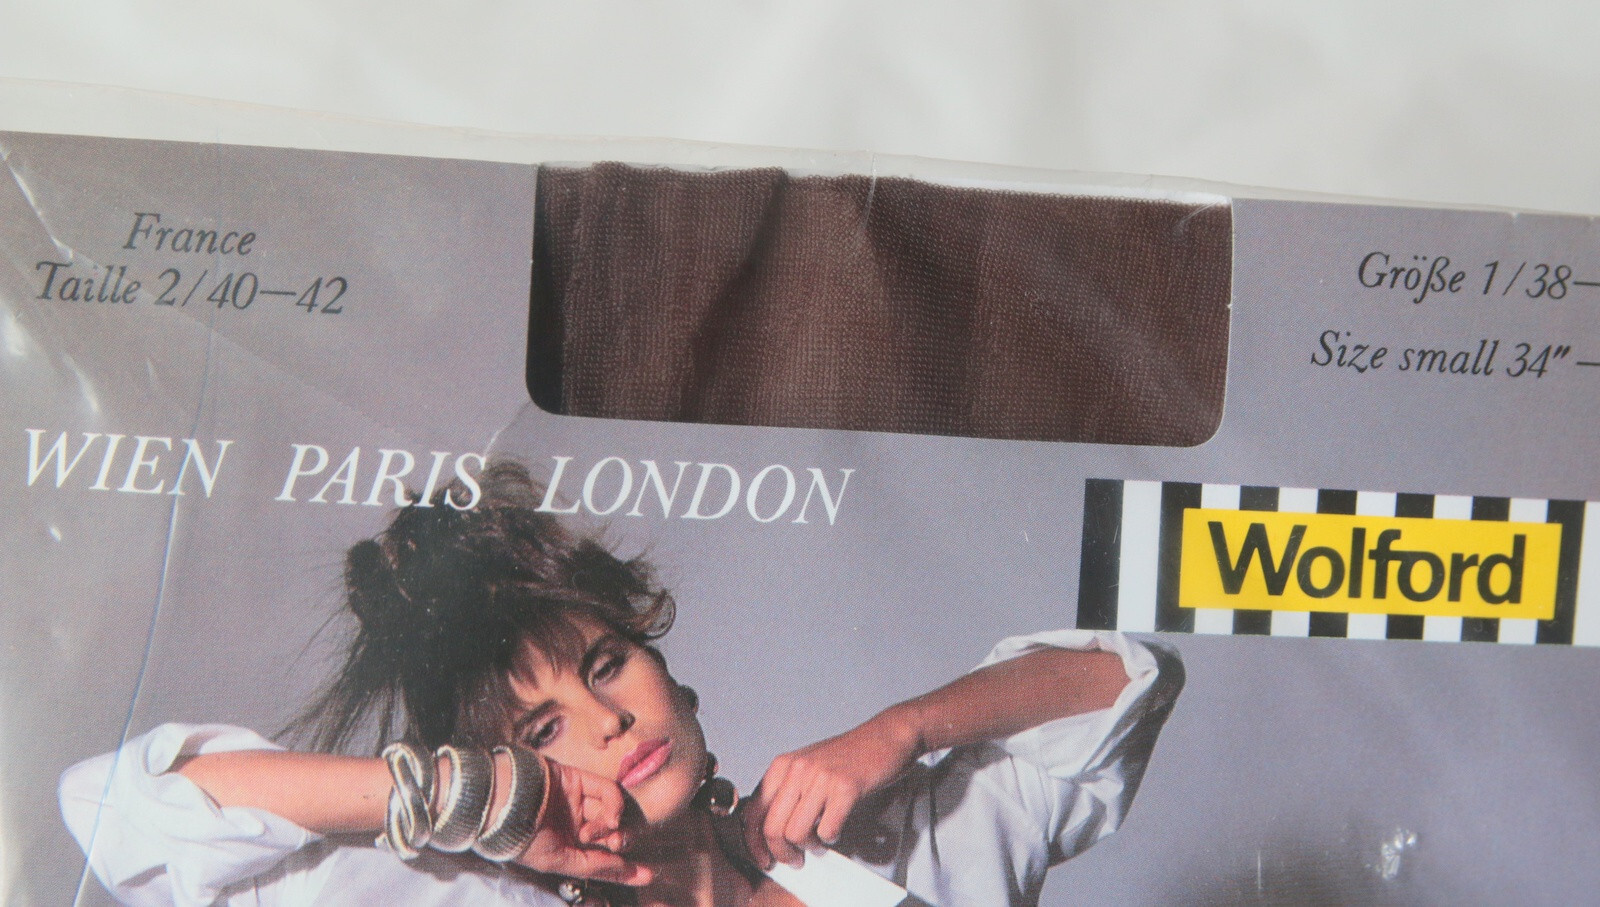 France
Taille 2/40—42
Größe 1/38—
Size small 34″—
WIEN PARIS LONDON
Wolford